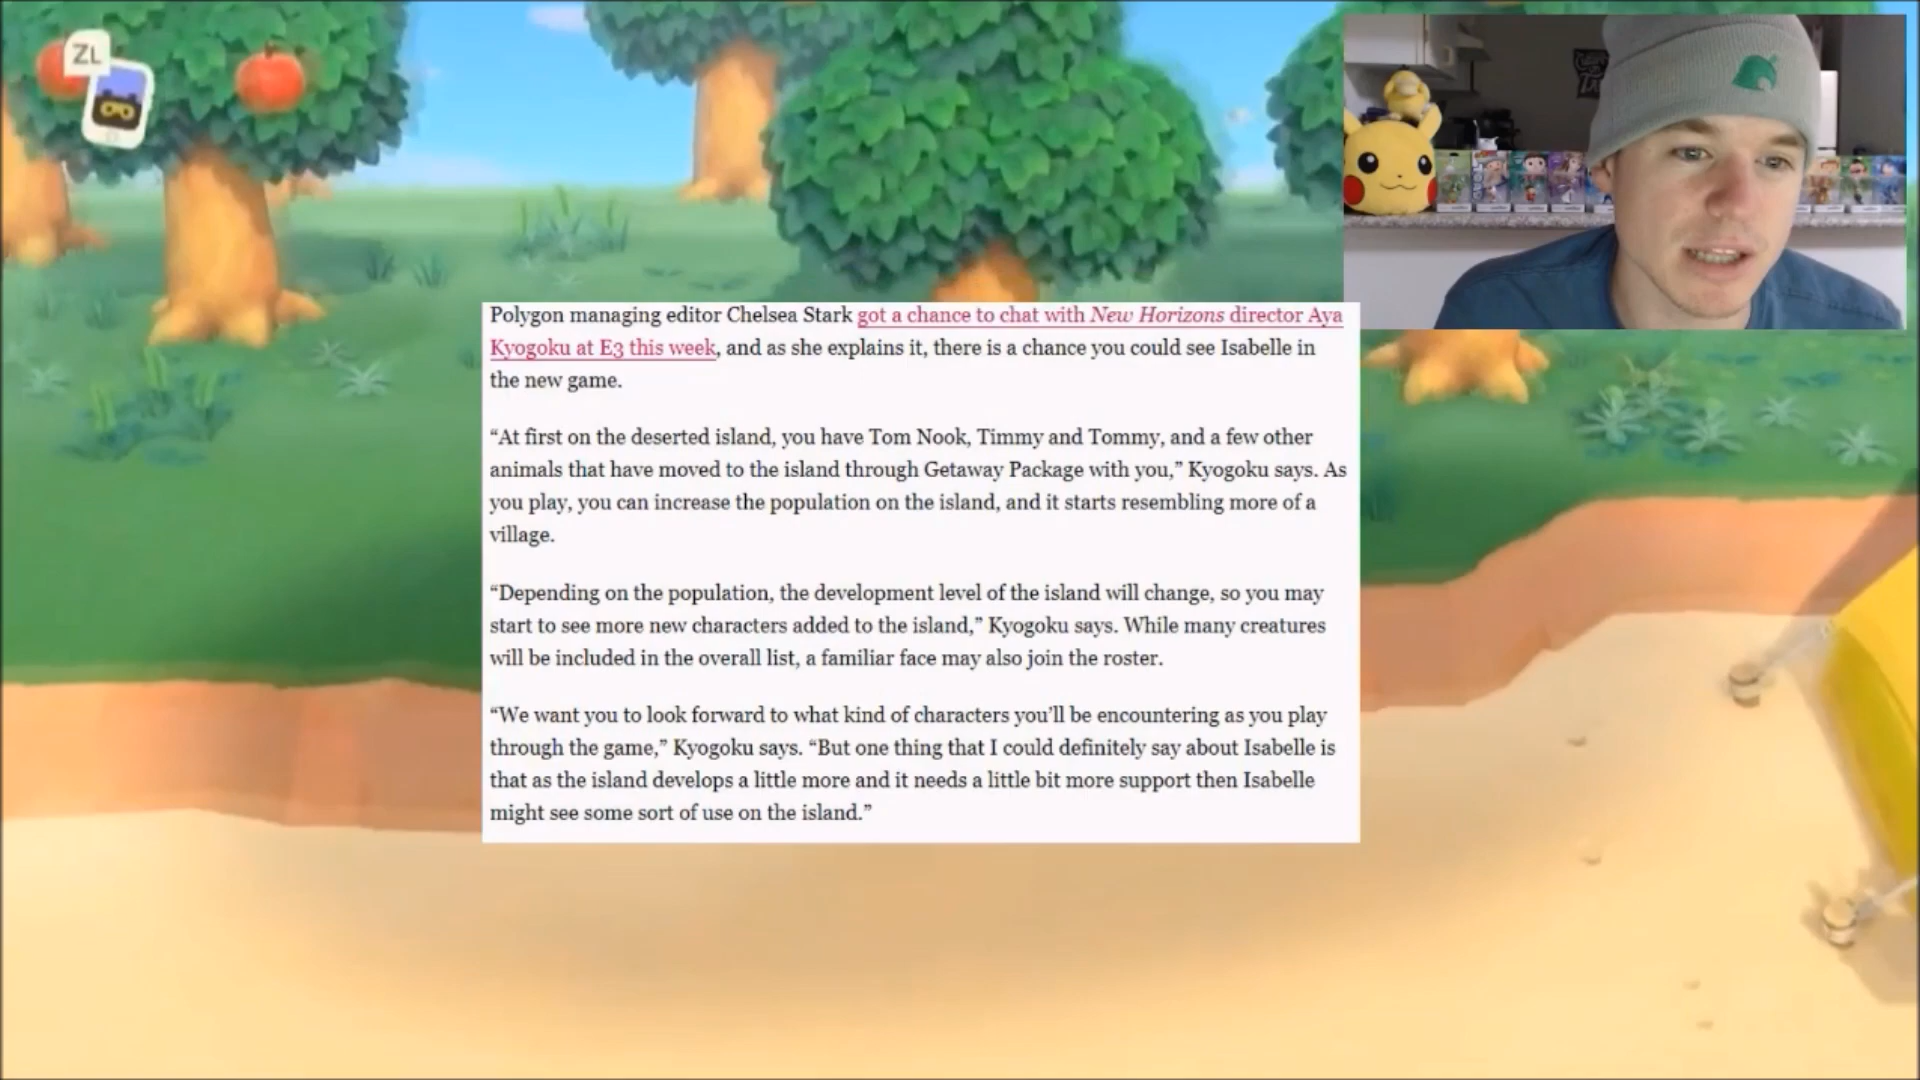 ZL
Polygon managing editor Chelsea Stark got a chance to chat with New Horizons director Aya
Kyogoku at E3 this week, and as she explains it, there is a chance you could see Isabelle in
the new game.
“At first on the deserted island, you have Tom Nook, Timmy and Tommy, and a few other
animals that have moved to the island through Getaway Package with you,” Kyogoku says. As
you play, you can increase the population on the island, and it starts resembling more of a
village.
“Depending on the population, the development level of the island will change, so you may
start to see more new characters added to the island,” Kyogoku says. While many creatures
will be included in the overall list, a familiar face may also join the roster.
“We want you to look forward to what kind of characters you’ll be encountering as you play
through the game,” Kyogoku says. “But one thing that I could definitely say about Isabelle is
that as the island develops a little more and it needs a little bit more support then Isabelle
might see some sort of use on the island.”